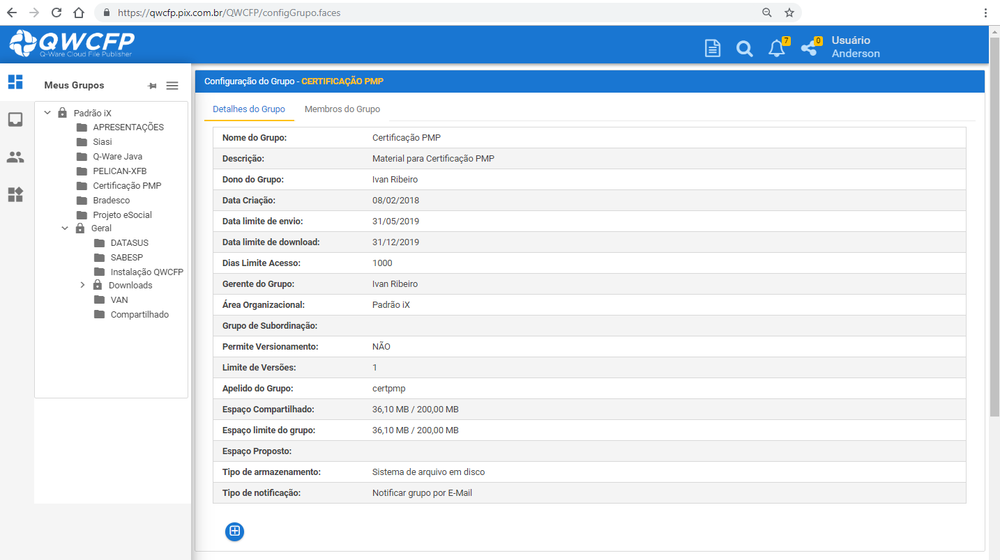 https://qwcfp.pix.com.br/QWCFP/configGrupo.faces
QWCFP
Q-Ware Cloud File Publisher
7
0
Usuário
Anderson
Meus Grupos
Padrão iX
APRESENTAÇÕES
Siasi
Q-Ware Java
PELICAN-XFB
Certificação PMP
Bradesco
Projeto eSocial
Geral
DATASUS
SABESP
Instalação QWCFP
Downloads
VAN
Compartilhado
Configuração do Grupo - CERTIFICAÇÃO PMP
Detalhes do Grupo Membros do Grupo
Nome do Grupo: Certificação PMP
Descrição: Material para Certificação PMP
Dono do Grupo: Ivan Ribeiro
Data Criação: 08/02/2018
Data limite de envio: 31/05/2019
Data limite de download: 31/12/2019
Dias Limite Acesso: 1000
Gerente do Grupo: Ivan Ribeiro
Área Organizacional: Padrão iX
Grupo de Subordinação:
Permite Versionamento: NÃO
Limite de Versões: 1
Apelido do Grupo: certpmp
Espaço Compartilhado: 36,10 MB / 200,00 MB
Espaço limite do grupo: 36,10 MB / 200,00 MB
Espaço Proposto:
Tipo de armazenamento: Sistema de arquivo em disco
Tipo de notificação: Notificar grupo por E-Mail